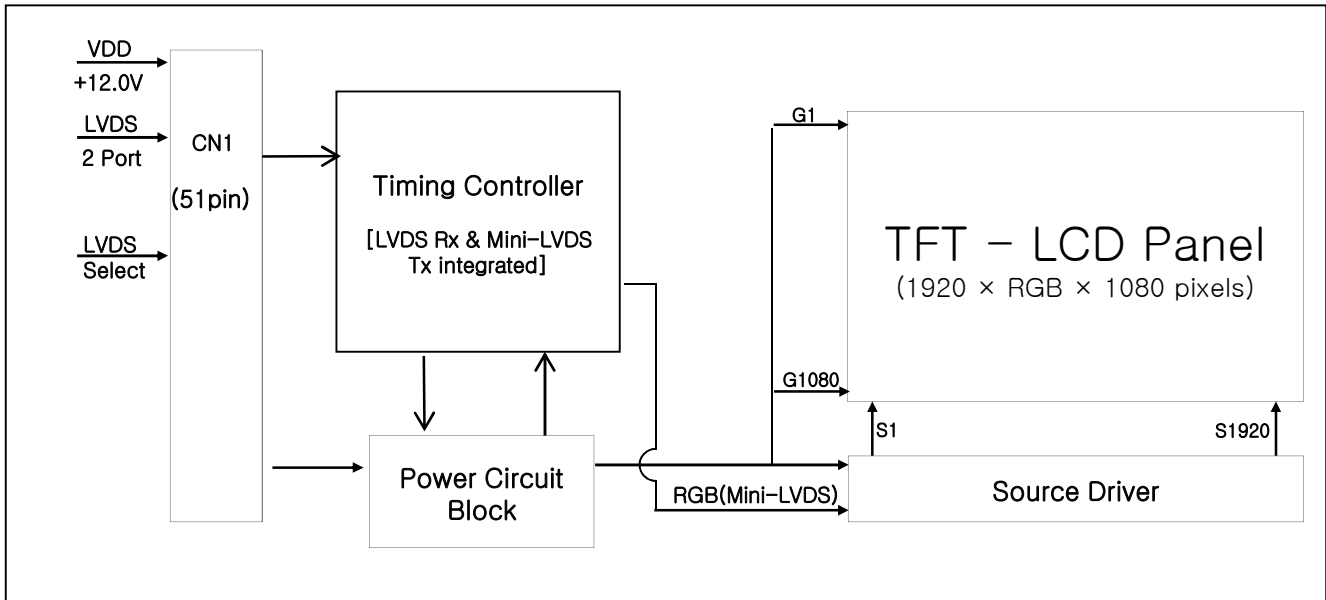 VDD
+12.0V
LVDS
2 Port
LVDS
Select
CN1
(51pin)
Timing Controller
[LVDS Rx & Mini-LVDS
Tx integrated]
Power Circuit
Block
G1
G1080
TFT - LCD Panel
(1920 × RGB × 1080 pixels)
S1
S1920
RGB(Mini-LVDS)
Source Driver